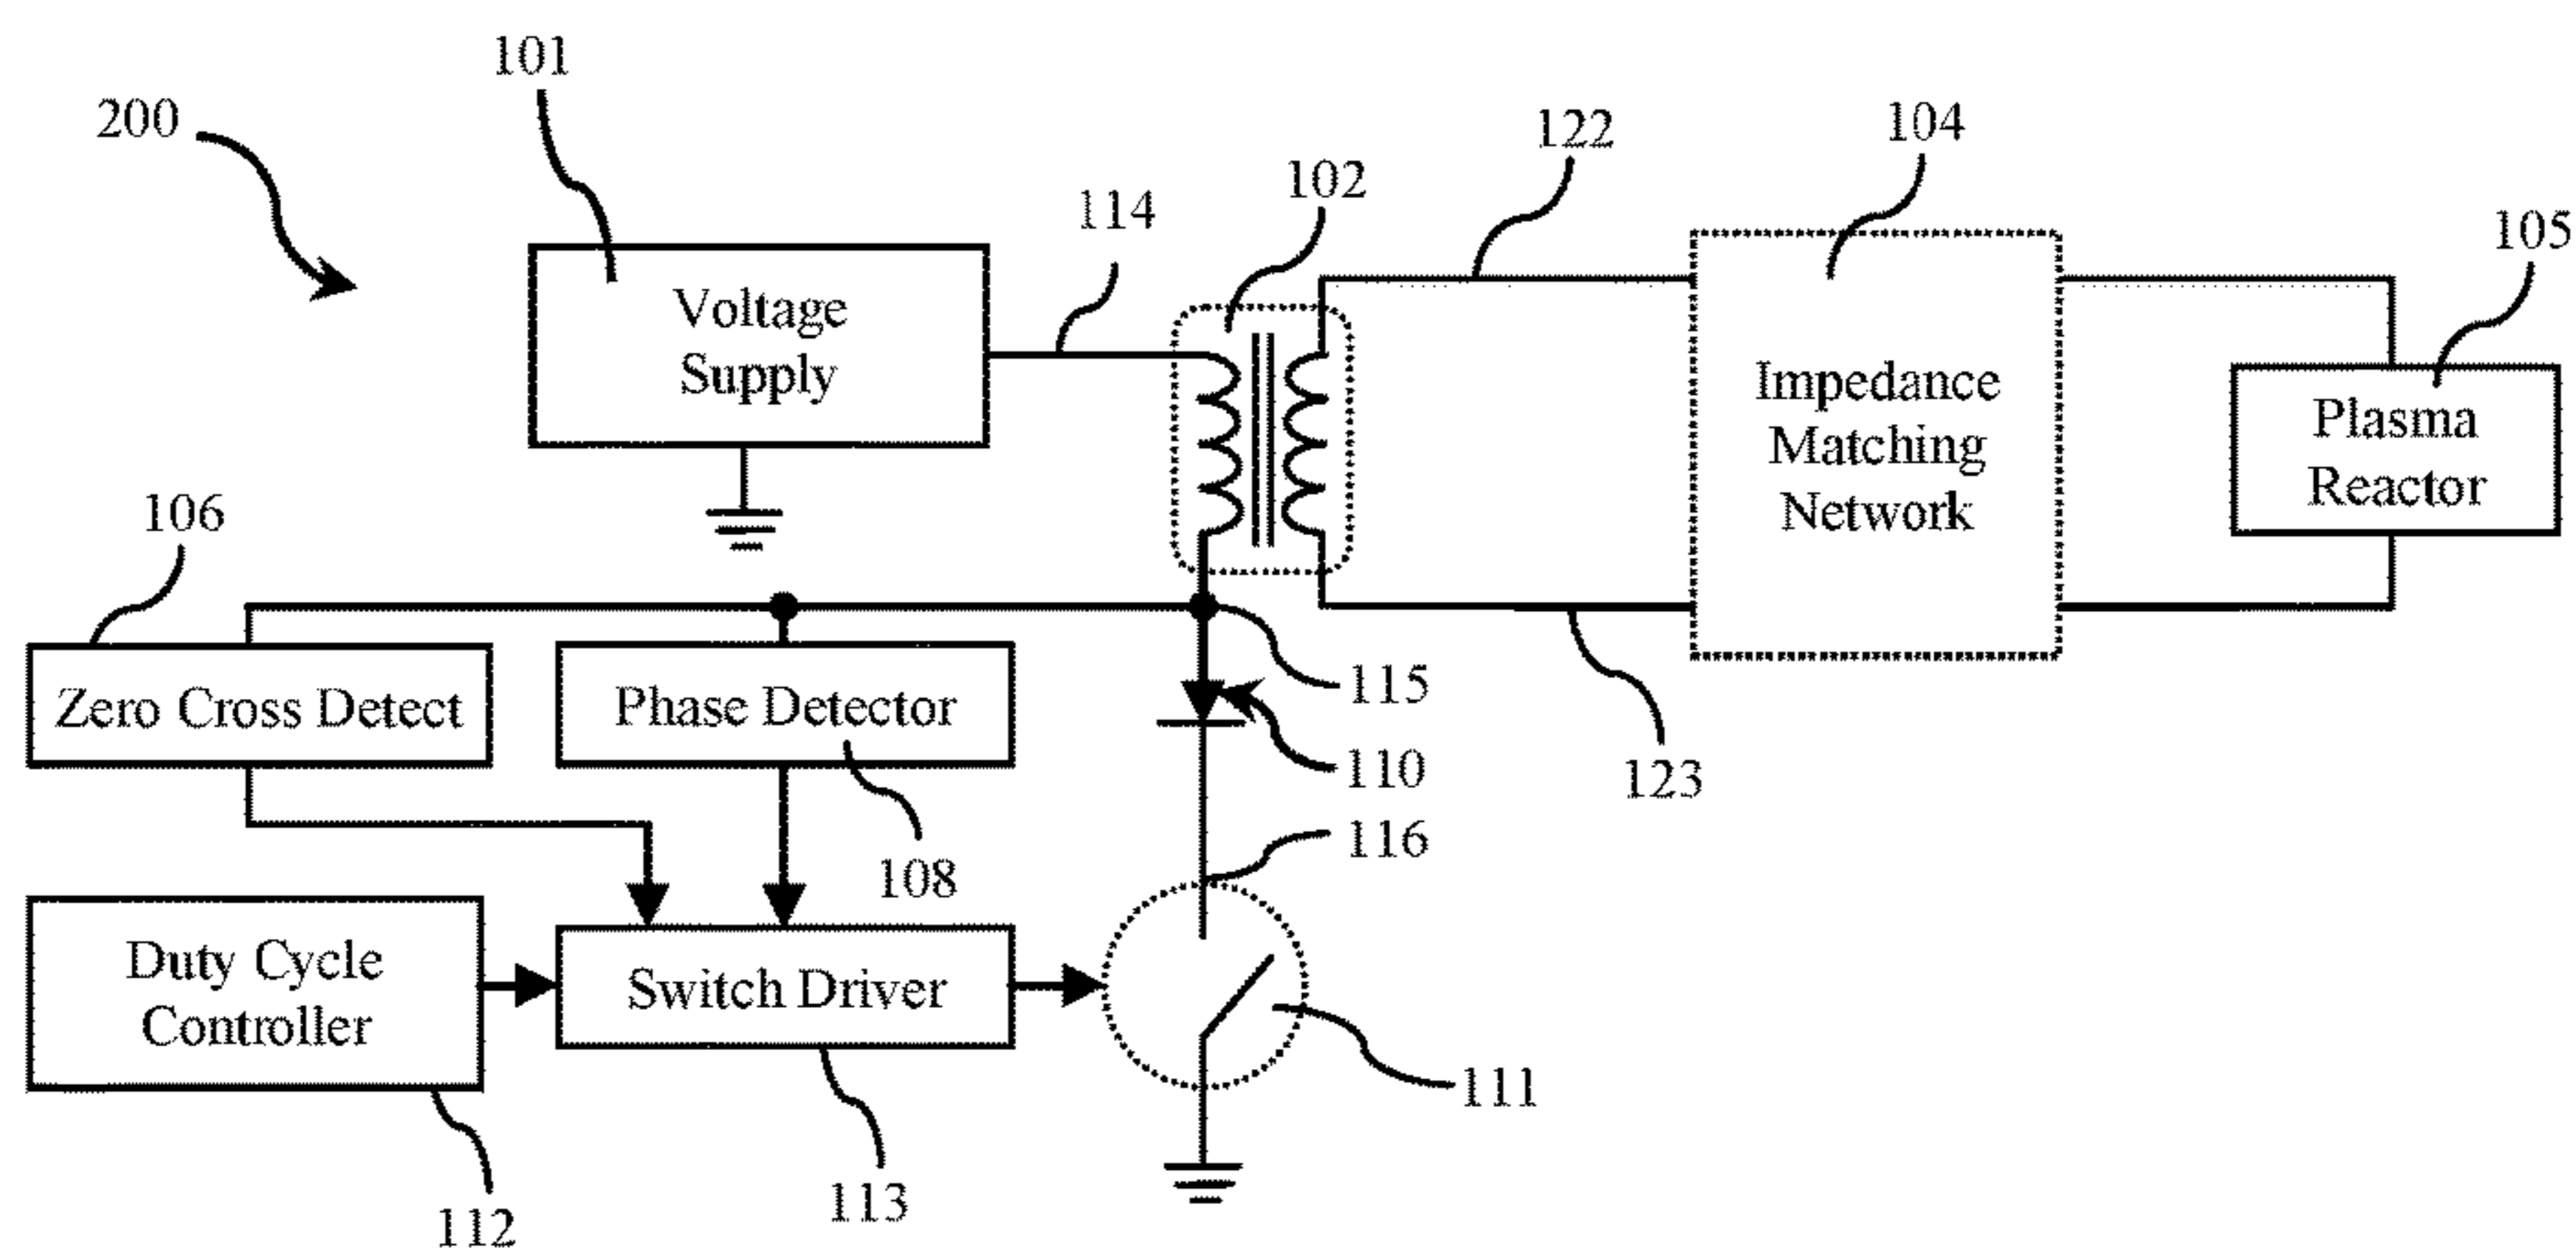 101
200
122
104
102
114
105
Voltage
Supply
Impedance
Matching
Network
Plasma
Reactor
106
115
Zero Cross Detect
Phase Detector
110
123
116
108
Duty Cycle
Controller
Switch Driver
111
113
112